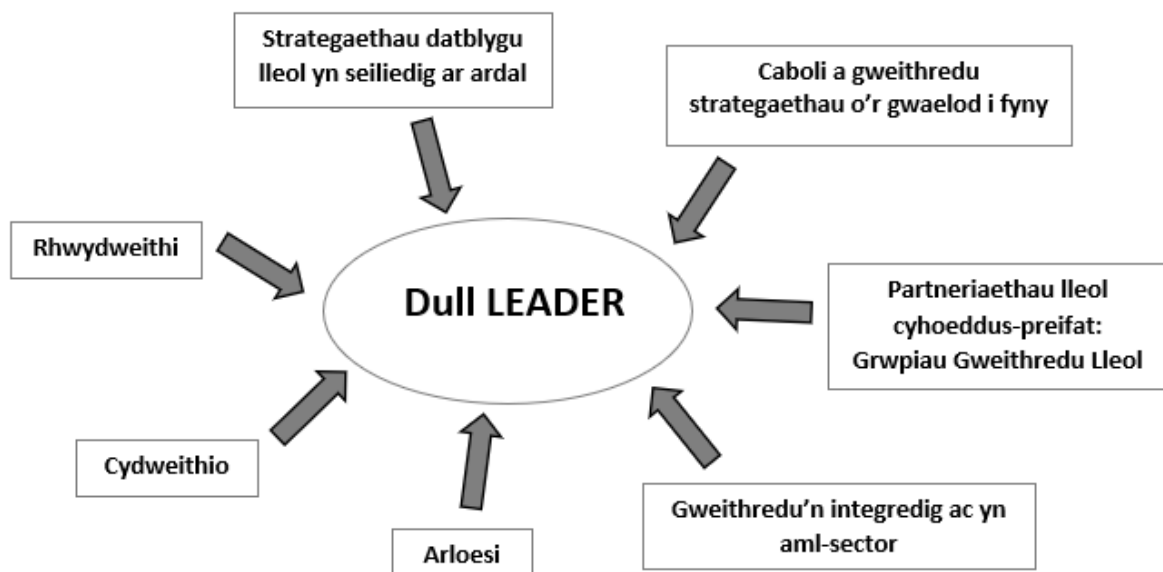 Strategaethau datblygu
lleol yn seiliedig ar ardal
Caboli a gweithredu
strategaethau o'r gwaelod i fyny
Rhwydweithi
Dull LEADER
Partneriaethau lleol
cyhoeddus-preifat:
Grwpiau Gweithredu Lleol
Cydweithio
Arloesi
Gweithredu'n integredig ac yn
aml-sector